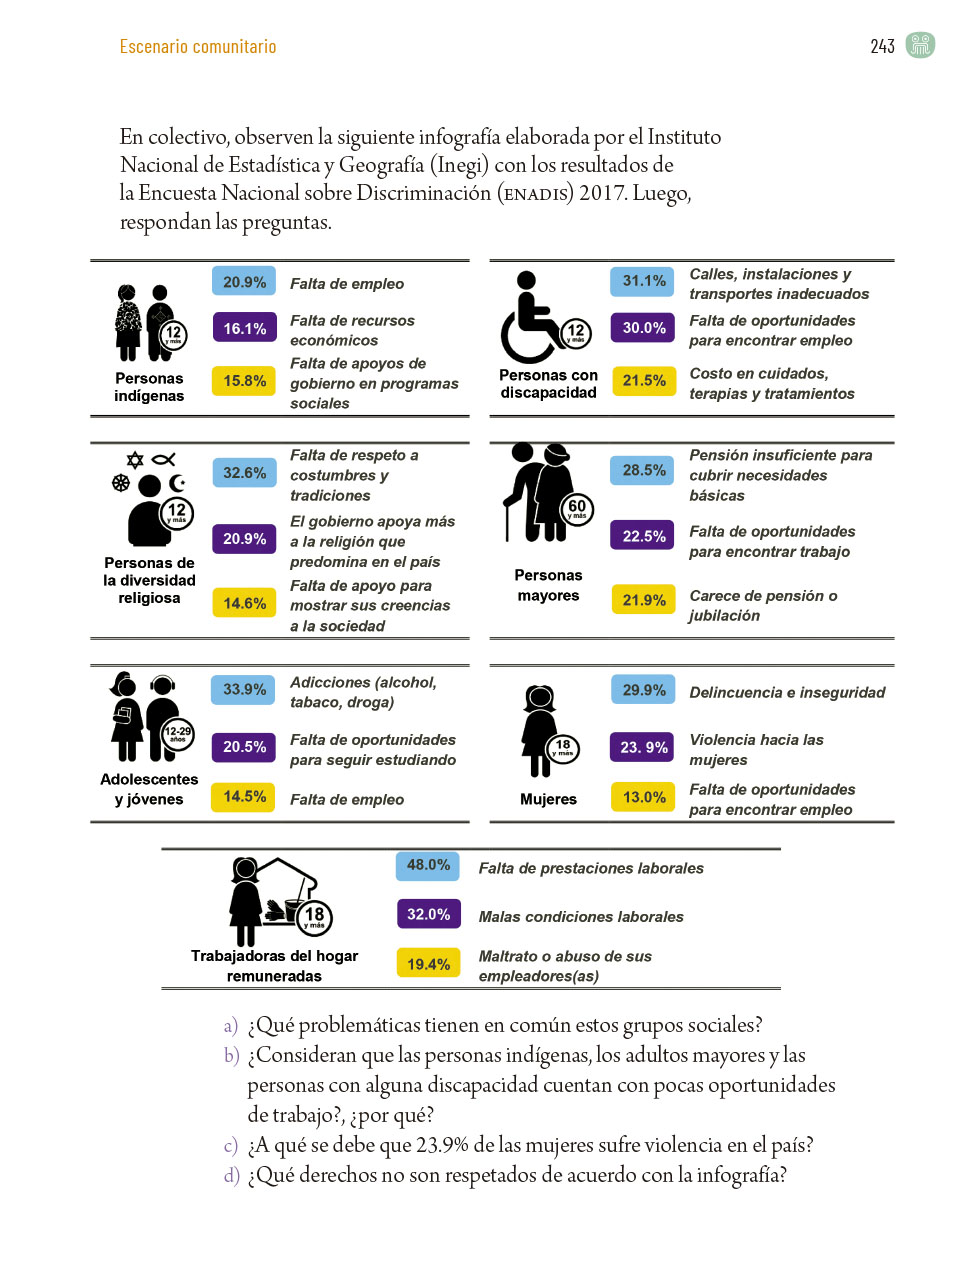 Escenario comunitario
243
En colectivo, observen la siguiente infografía elaborada por el Instituto
Nacional de Estadística y Geografía (Inegi) con los resultados de
la Encuesta Nacional sobre Discriminación (ENADIS) 2017. Luego,
respondan las preguntas.
12
y más
Personas
indígenas
20.9%
Falta de empleo
16.1%
Falta de recursos
económicos
15.8%
Falta de apoyos de
gobierno en programas
sociales
12
y más
Personas con
discapacidad
31.1%
Calles, instalaciones y
transportes inadecuados
30.0%
Falta de oportunidades
para encontrar empleo
21.5%
Costo en cuidados,
terapias y tratamientos
12
y más
Personas de
la diversidad
religiosa
32.6%
Falta de respeto a
costumbres y
tradiciones
20.9%
El gobierno apoya más
a la religión que
predomina en el país
14.6%
Falta de apoyo para
mostrar sus creencias
a la sociedad
60
y más
Personas
mayores
28.5%
Pensión insuficiente para
cubrir necesidades
básicas
22.5%
Falta de oportunidades
para encontrar trabajo
21.9%
Carece de pensión o
jubilación
12-29
años
Adolescentes
y jóvenes
33.9%
Adicciones (alcohol,
tabaco, droga)
20.5%
Falta de oportunidades
para seguir estudiando
14.5%
Falta de empleo
18
y más
Mujeres
29.9%
Delincuencia e inseguridad
23. 9%
Violencia hacia las
mujeres
13.0%
Falta de oportunidades
para encontrar empleo
18
y más
Trabajadoras del hogar
remuneradas
48.0%
Falta de prestaciones laborales
32.0%
Malas condiciones laborales
19.4%
Maltrato o abuso de sus
empleadores(as)
a) ¿Qué problemáticas tienen en común estos grupos sociales?
b) ¿Consideran que las personas indígenas, los adultos mayores y las
personas con alguna discapacidad cuentan con pocas oportunidades
de trabajo?, ¿por qué?
c) ¿A qué se debe que 23.9% de las mujeres sufre violencia en el país?
d) ¿Qué derechos no son respetados de acuerdo con la infografía?